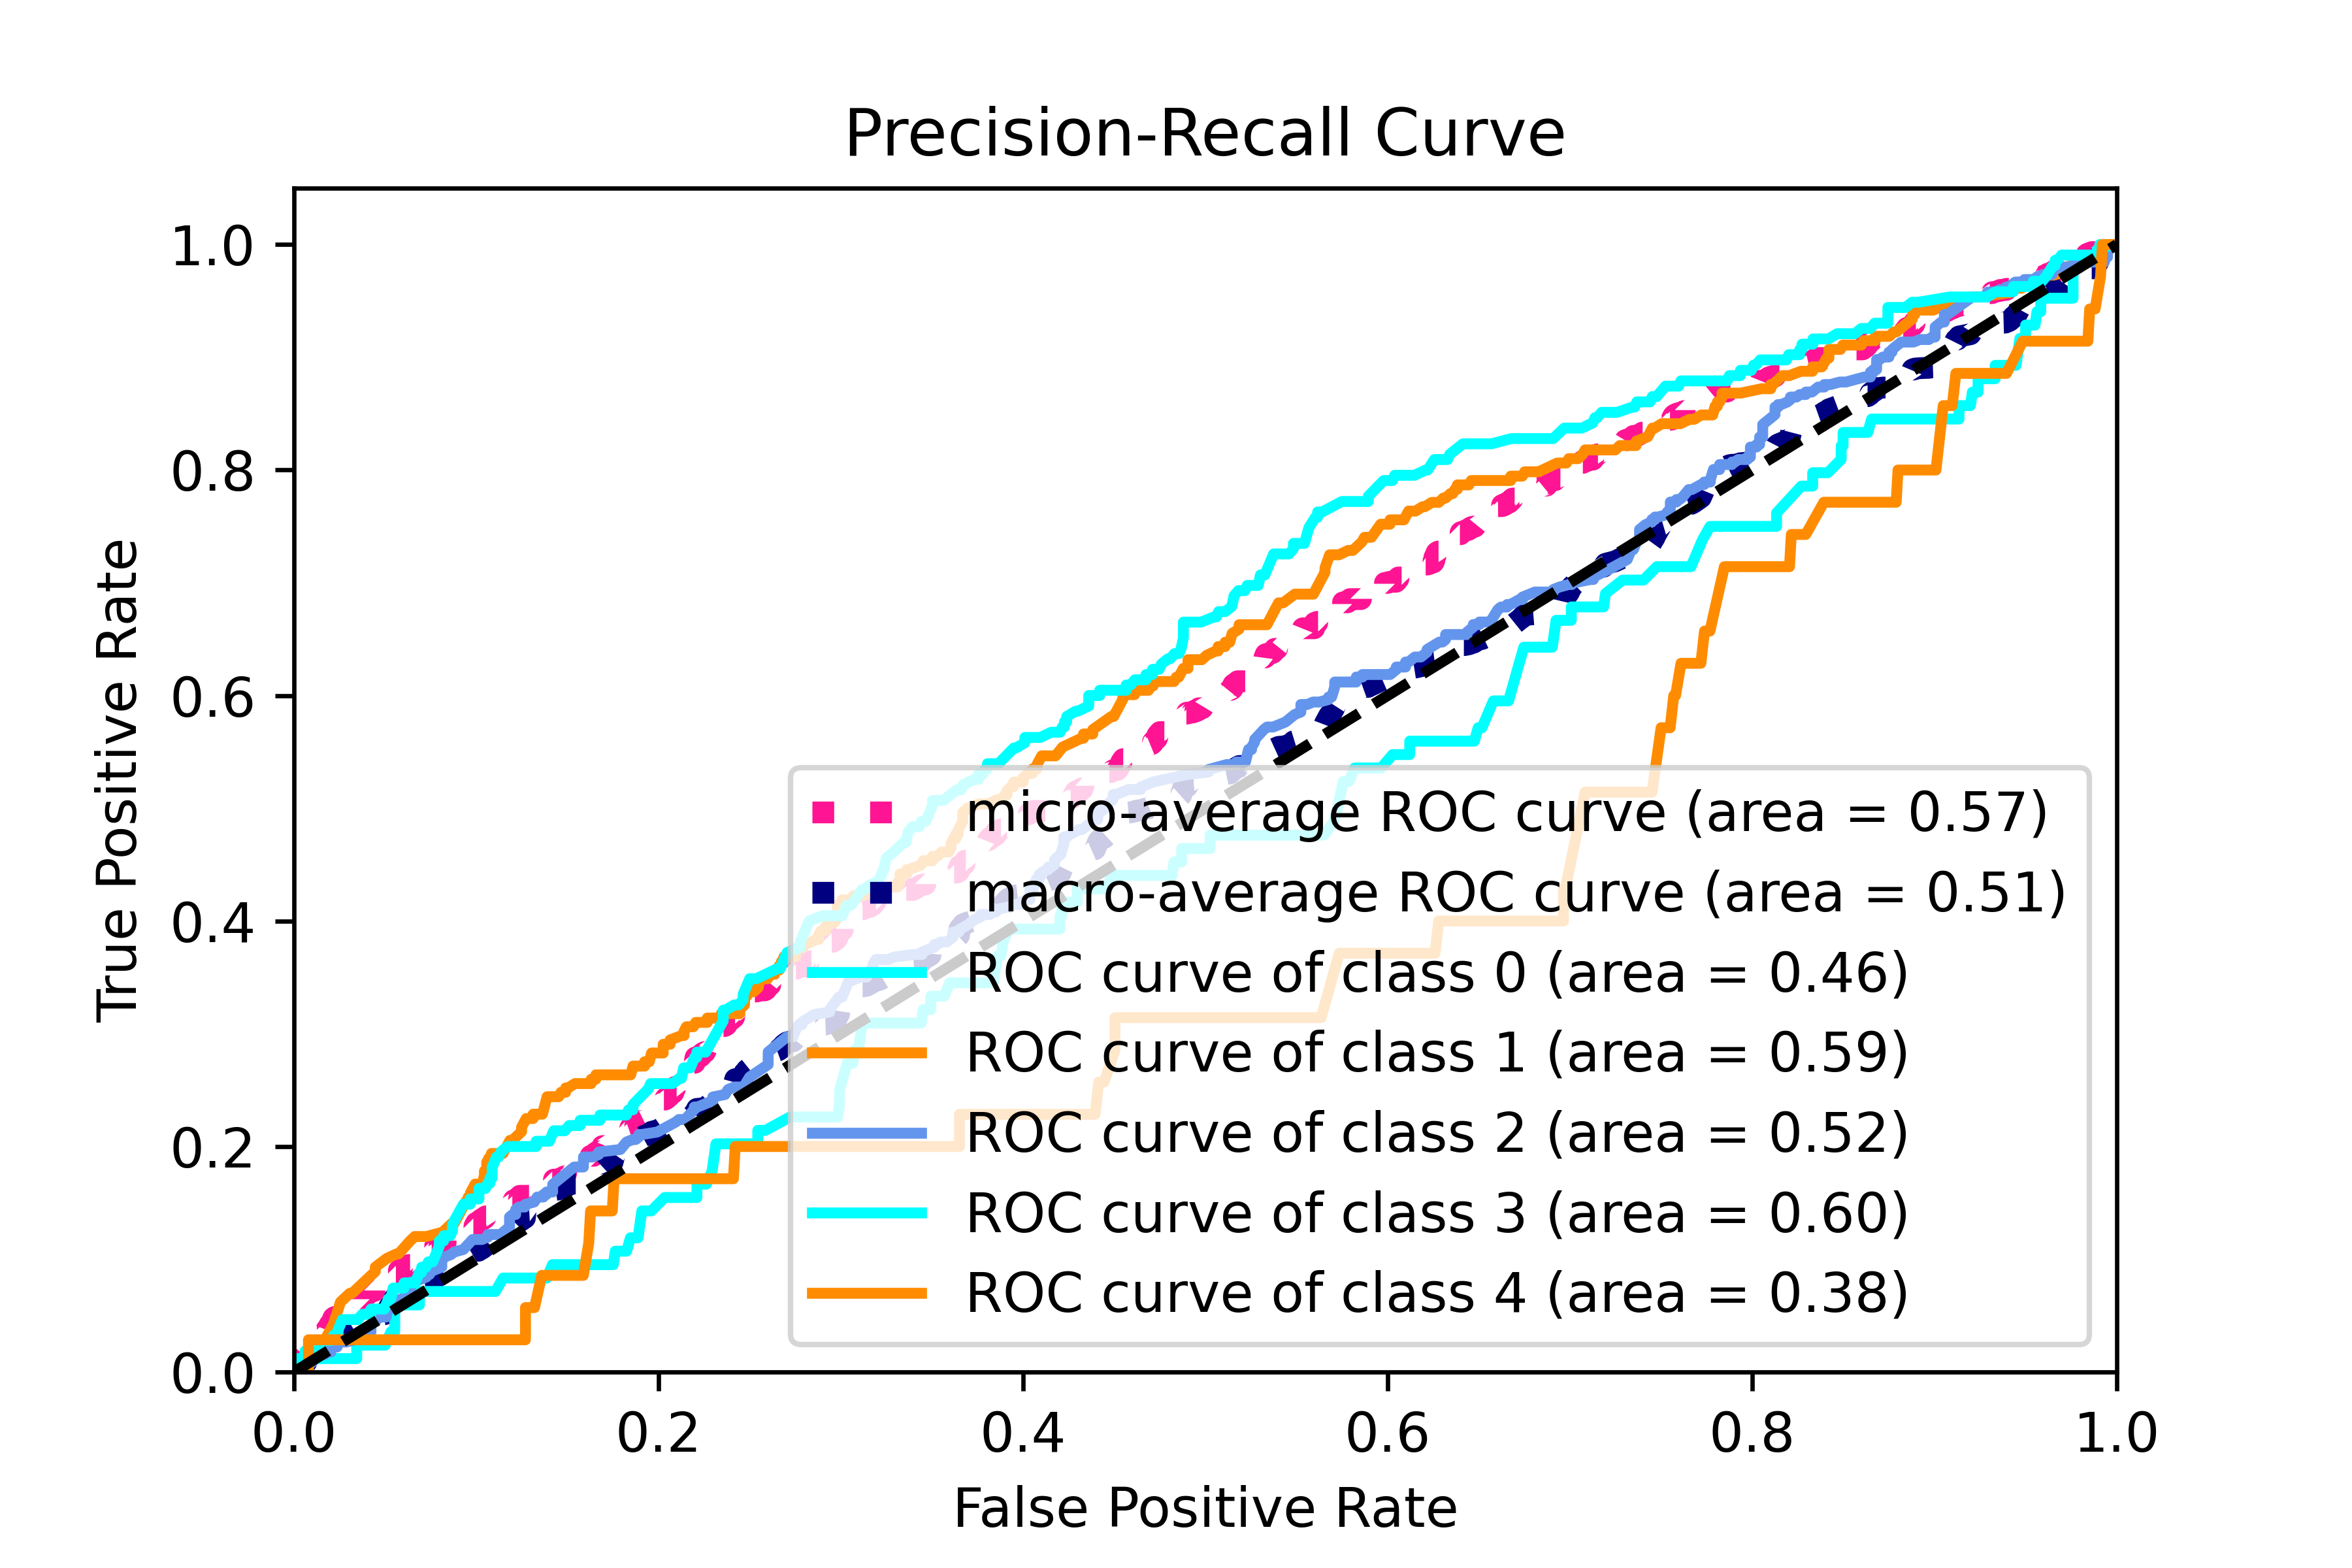 Precision-Recall Curve
True Positive Rate
1.0
0.8
0.6
0.4
0.2
0.0
micro-average ROC curve (area = 0.57)
macro-average ROC curve (area = 0.51)
ROC curve of class 0 (area = 0.46)
ROC curve of class 1 (area = 0.59)
ROC curve of class 2 (area = 0.52)
ROC curve of class 3 (area = 0.60)
ROC curve of class 4 (area = 0.38)
0.0 0.2 0.4 0.6 0.8 1.0
False Positive Rate